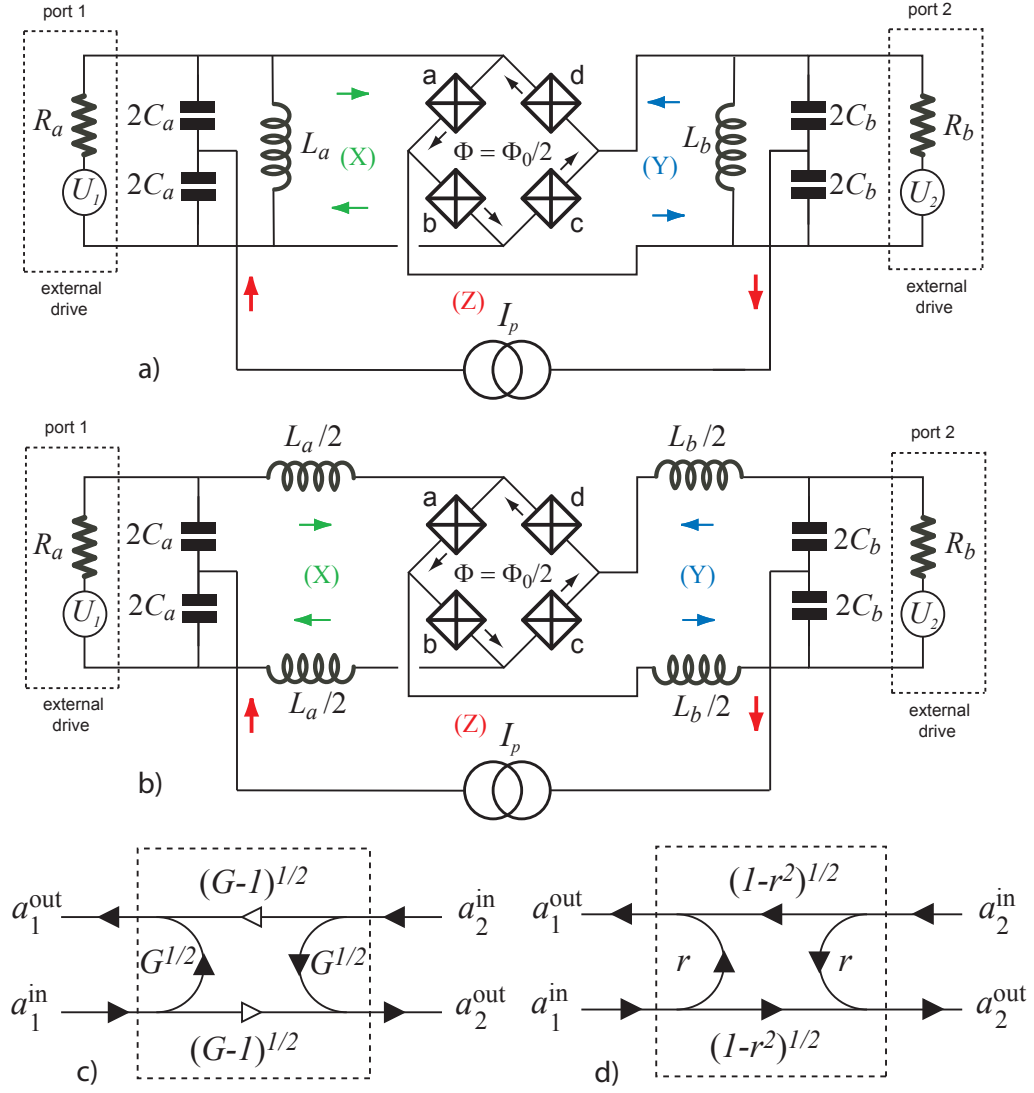 port 1
port 2
a
d
R_a
2C_a
L_a
(X)
Φ = Φ_0/2
(Y)
L_b
2C_b
R_b
U_1
2C_a
b
c
2C_b
U_2
external drive
(Z)
external drive
I_p
a)
port 1
L_a/2
L_b/2
port 2
a
d
R_a
2C_a
(X)
Φ = Φ_0/2
(Y)
2C_b
R_b
U_1
2C_a
b
c
2C_b
U_2
L_a/2
(Z)
L_b/2
external drive
I_p
external drive
b)
(G-1)^{1/2}
a_1^{out}
a_2^{in}
G^{1/2}
G^{1/2}
a_1^{in}
a_2^{out}
(G-1)^{1/2}
c)
(1-r^2)^{1/2}
a_1^{out}
a_2^{in}
r
r
a_1^{in}
a_2^{out}
(1-r^2)^{1/2}
d)